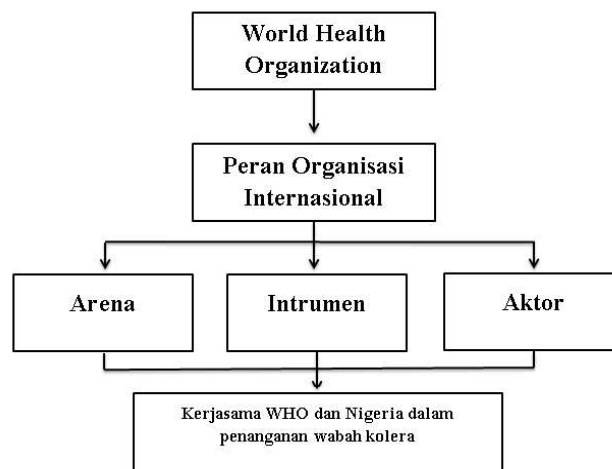 World Health
Organization
Peran Organisasi
Internasional
Arena
Intrumen
Aktor
Kerjasama WHO dan Nigeria dalam
penanganan wabah kolera